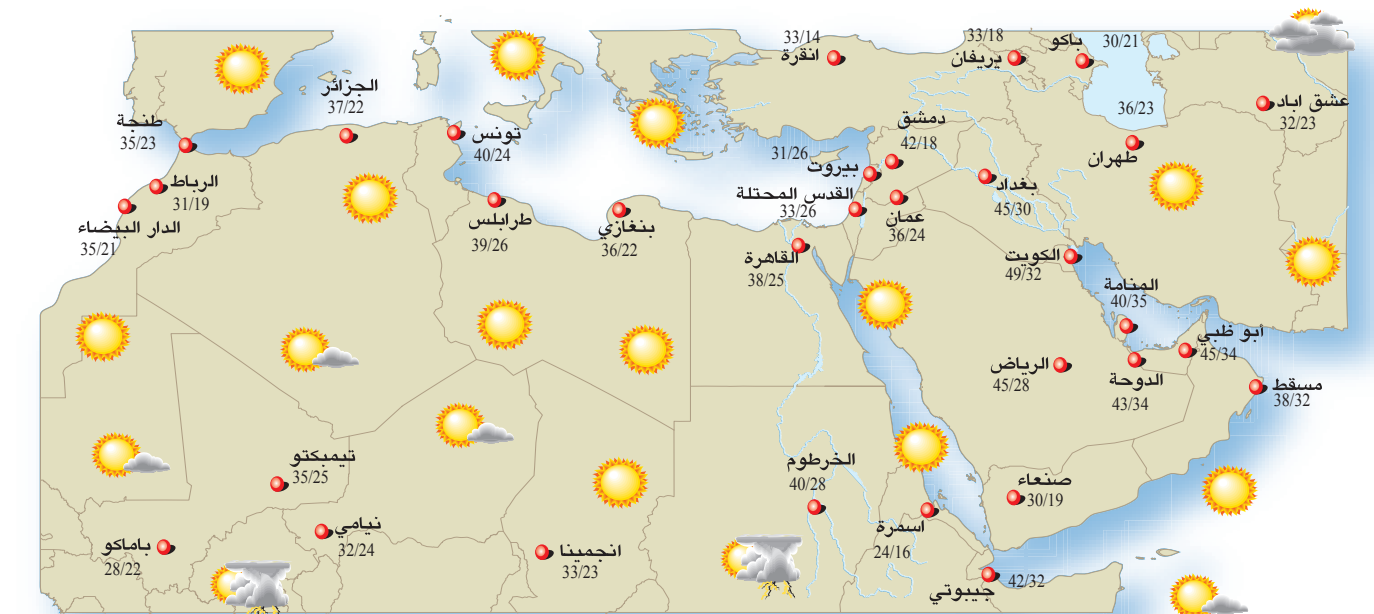 33/14
انقرة
33/18
يريفان
باكو
30/21
عشق اباد
32/23
36/23
طهران
الجزائر
37/22
طنجة
35/23
تونس
40/24
دمشق
42/18
31/26
بيروت
بغداد
45/30
الرباط
31/19
القدس المحتلة
33/26
عمان
36/24
الدار البيضاء
35/21
طرابلس
39/26
بنغازي
36/22
القاهرة
38/25
الكويت
49/32
المنامة
40/35
أبو ظبي
45/34
الرياض
45/28
الدوحة
43/34
مسقط
38/32
تيمبكتو
35/25
الخرطوم
40/28
صنعاء
30/19
نيامي
32/24
اسمرة
24/16
باماكو
28/22
انجمينا
33/23
42/32
جيبوتي